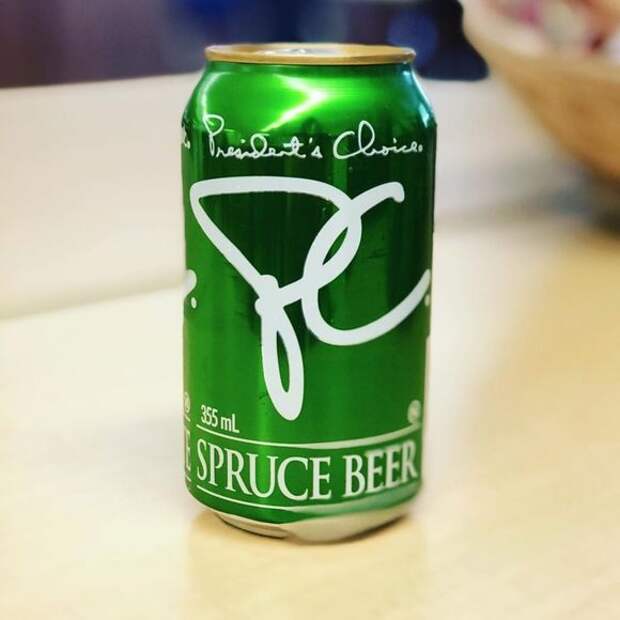 President's Choice®
PC
355 mL
SPRUCE BEER